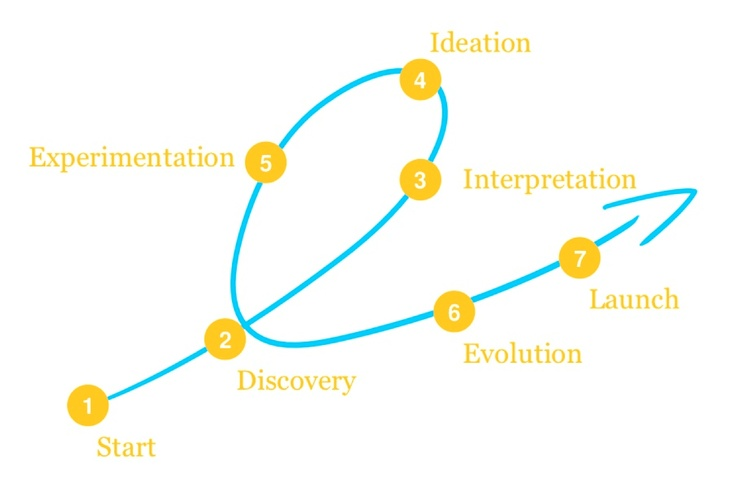 1
Start
2
Discovery
3
Interpretation
4
Ideation
5
Experimentation
6
Evolution
7
Launch